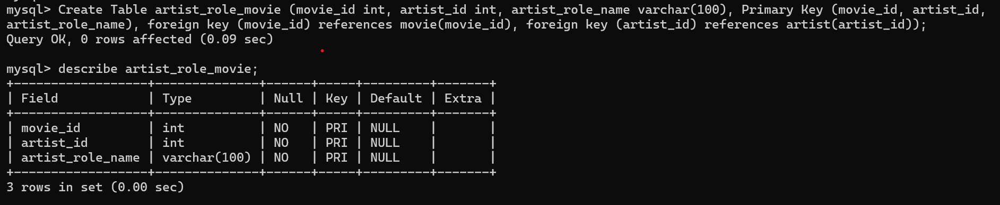 mysql> Create Table artist_role_movie (movie_id int, artist_id int, artist_role_name varchar(100), Primary Key (movie_id, artist_id,
artist_role_name), foreign key (movie_id) references movie(movie_id), foreign key (artist_id) references artist(artist_id));
Query OK, 0 rows affected (0.09 sec)
mysql> describe artist_role_movie;
+------------------+--------------+------+-----+---------+-------+
| Field            | Type         | Null | Key | Default | Extra |
+------------------+--------------+------+-----+---------+-------+
| movie_id         | int          | NO   | PRI | NULL    |       |
| artist_id        | int          | NO   | PRI | NULL    |       |
| artist_role_name | varchar(100) | NO   | PRI | NULL    |       |
+------------------+--------------+------+-----+---------+-------+
3 rows in set (0.00 sec)